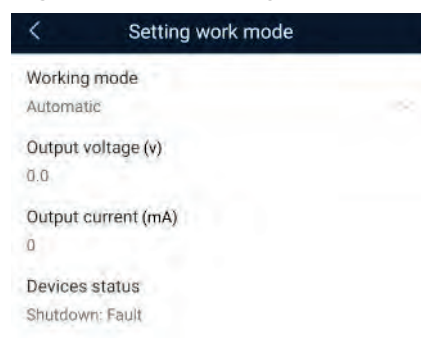 Setting work mode
Working mode
Automatic
Output voltage (v)
0.0
Output current (mA)
0
Devices status
Shutdown: Fault